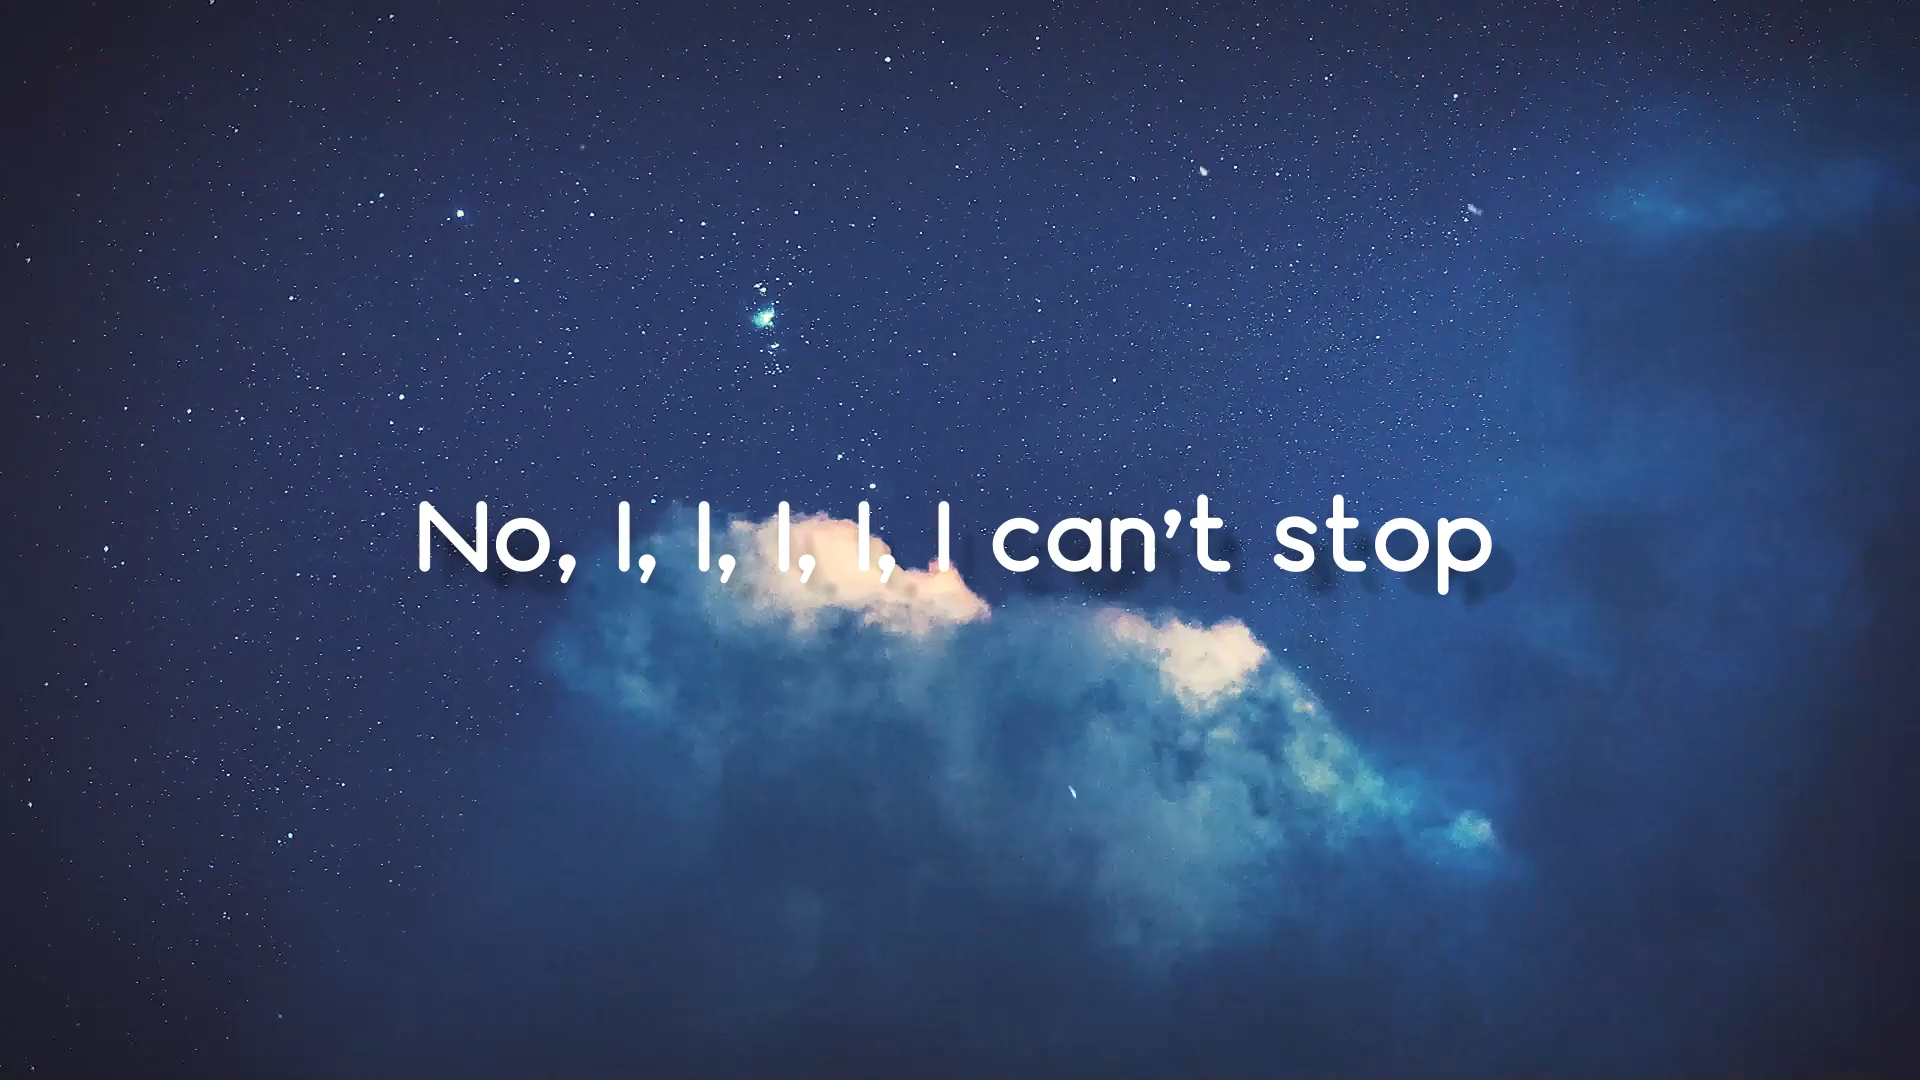 No, I, I, I, I, I can't stop